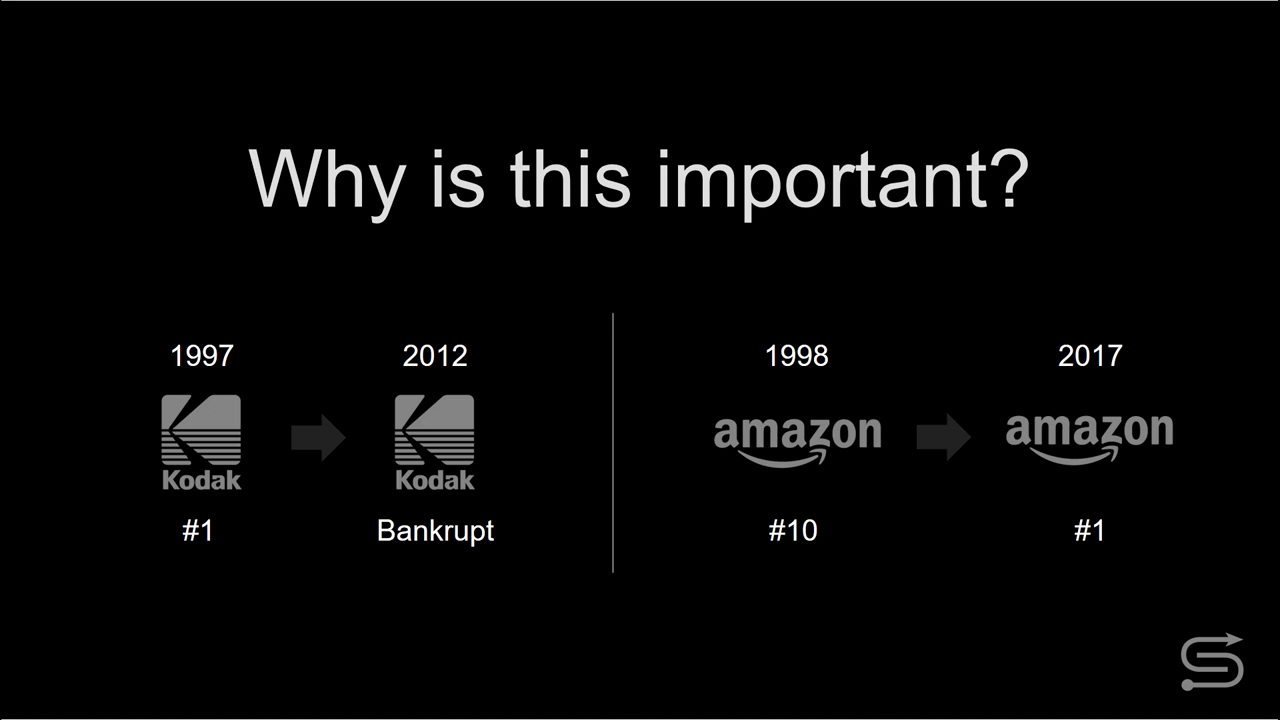 Why is this important?
1997
2012
Kodak
Kodak
#1
Bankrupt
1998
2017
amazon
amazon
#10
#1